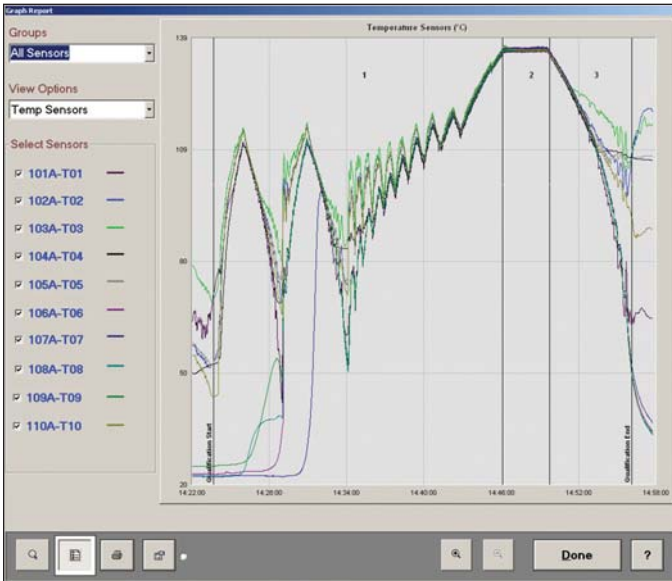 Graph Report
Groups
All Sensors
View Options
Temp Sensors
Select Sensors
101A-T01
102A-T02
103A-T03
104A-T04
105A-T05
106A-T06
107A-T07
108A-T08
109A-T09
110A-T10
Temperature Sensors (°C)
139
109
80
50
20
1
2
3
Qualification Start
Qualification End
14:22:00
14:28:00
14:34:00
14:40:00
14:46:00
14:52:00
14:58:00
Done
?